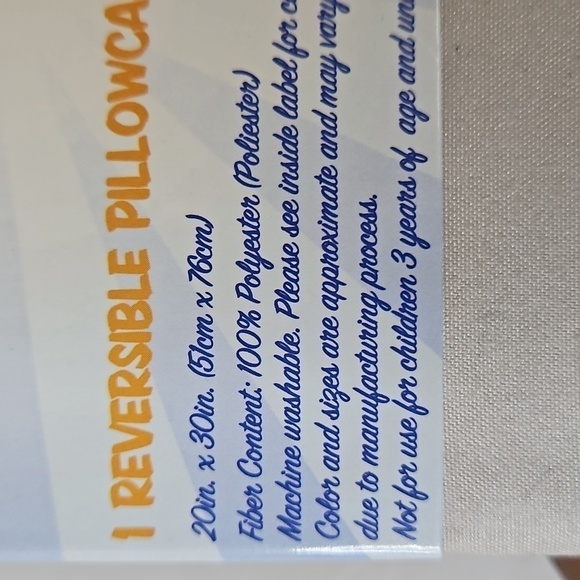 1 REVERSIBLE PILLOWCA
20in. x 30in. (51cm x 76cm)
Fiber Content: 100% Polyester (Poliester)
Machine washable. Please see inside label for c
Color and sizes are approximate and may vary
due to manufacturing process.
Not for use for children 3 years of age and un